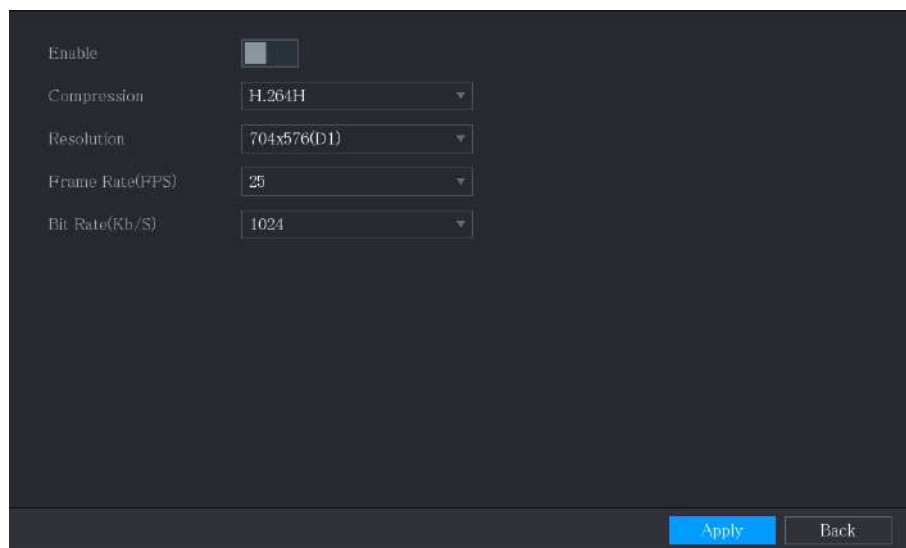 Enable
Compression H.264H
Resolution 704x576(D1)
Frame Rate(FPS) 25
Bit Rate(Kb/S) 1024
Apply Back